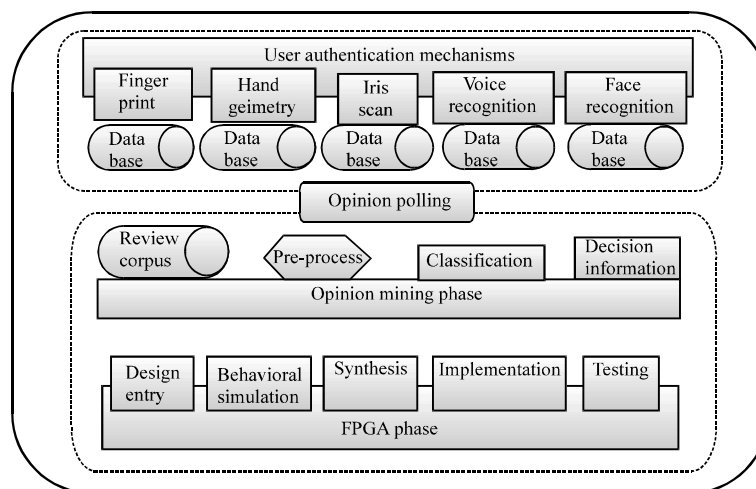 User authentication mechanisms
Finger
print
Hand
geimetry
Iris
scan
Voice
recognition
Face
recognition
Data
base
Data
base
Data
base
Data
base
Data
base
Opinion polling
Review
corpus
Pre-process
Classification
Decision
information
Opinion mining phase
Design
entry
Behavioral
simulation
Synthesis
Implementation
Testing
FPGA phase